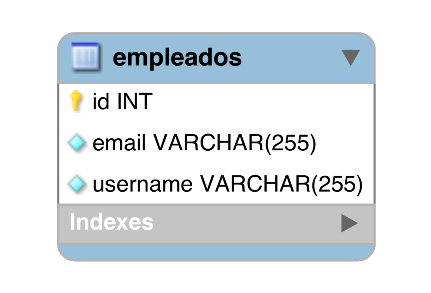 empleados
id INT
email VARCHAR(255)
username VARCHAR(255)
Indexes